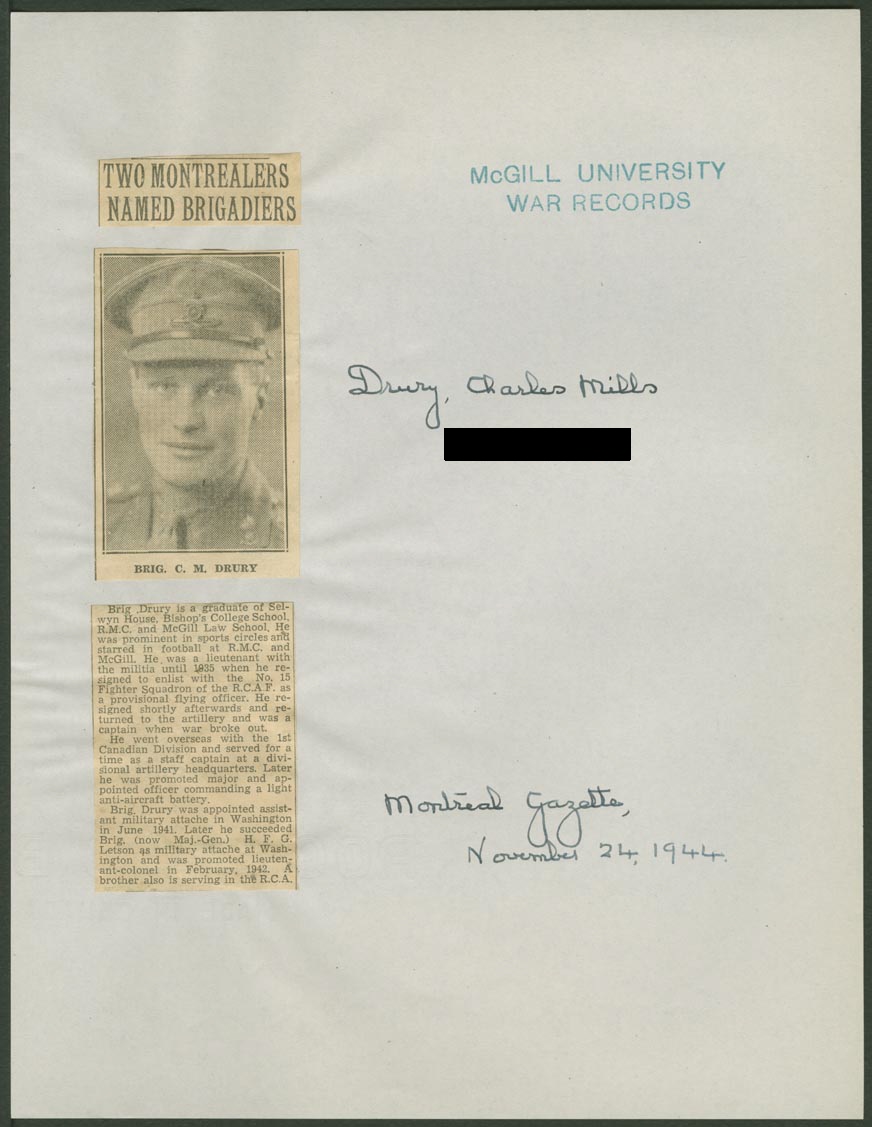 TWO MONTREALERS
NAMED BRIGADIERS
McGILL UNIVERSITY
WAR RECORDS
Drury, Charles Mills
BRIG. C. M. DRURY
Brig .Drury is a graduate of Sel-
wyn House, Bishop's College School,
R.M.C. and McGill Law School. He
was prominent in sports circles and
starred in football at R.M.C. and
McGill. He was a lieutenant with
the militia until 1935 when he re-
signed to enlist with the No. 15
Fighter Squadron of the R.C.A.F. as
a provisional flying officer. He re-
signed shortly afterwards and re-
turned to the artillery and was a
captain when war broke out.
He went overseas with the 1st
Canadian Division and served for a
time as a staff captain at a divi-
sional artillery headquarters. Later
he was promoted major and ap-
pointed officer commanding a light
anti-aircraft battery.
Brig. Drury was appointed assist-
ant military attache in Washington
in June 1941. Later he succeeded
Brig. (now Maj.-Gen.) H. F. G.
Letson as military attache at Wash-
ington and was promoted lieuten-
ant-colonel in February, 1942. A
brother also is serving in the R.C.A.
Montreal Gazette,
November 24, 1944.